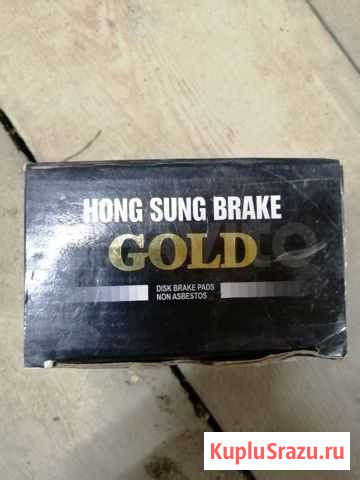 HONG SUNG BRAKE
GOLD
DISK BRAKE PADS
NON ASBESTOS
KupluSrazu.ru